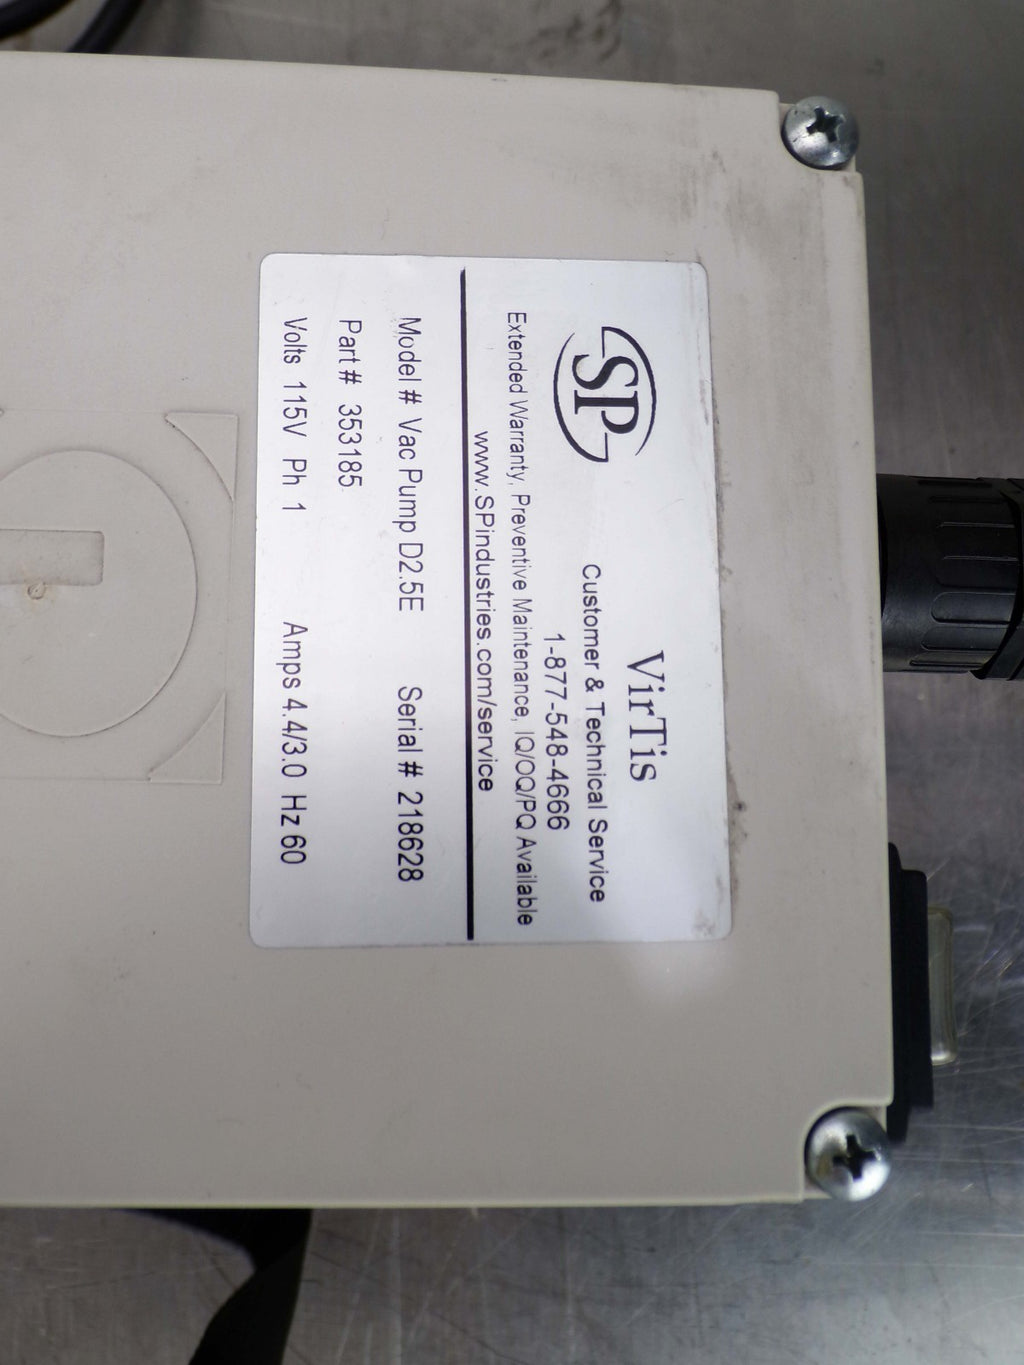 SP
VirTis
Customer & Technical Service
1-877-548-4666
Extended Warranty, Preventive Maintenance, IQ/OQ/PQ Available
www.SPindustries.com/service
Model # Vac Pump D2.5E Serial # 218628
Part # 353185
Volts 115V Ph 1 Amps 4.4/3.0 Hz 60